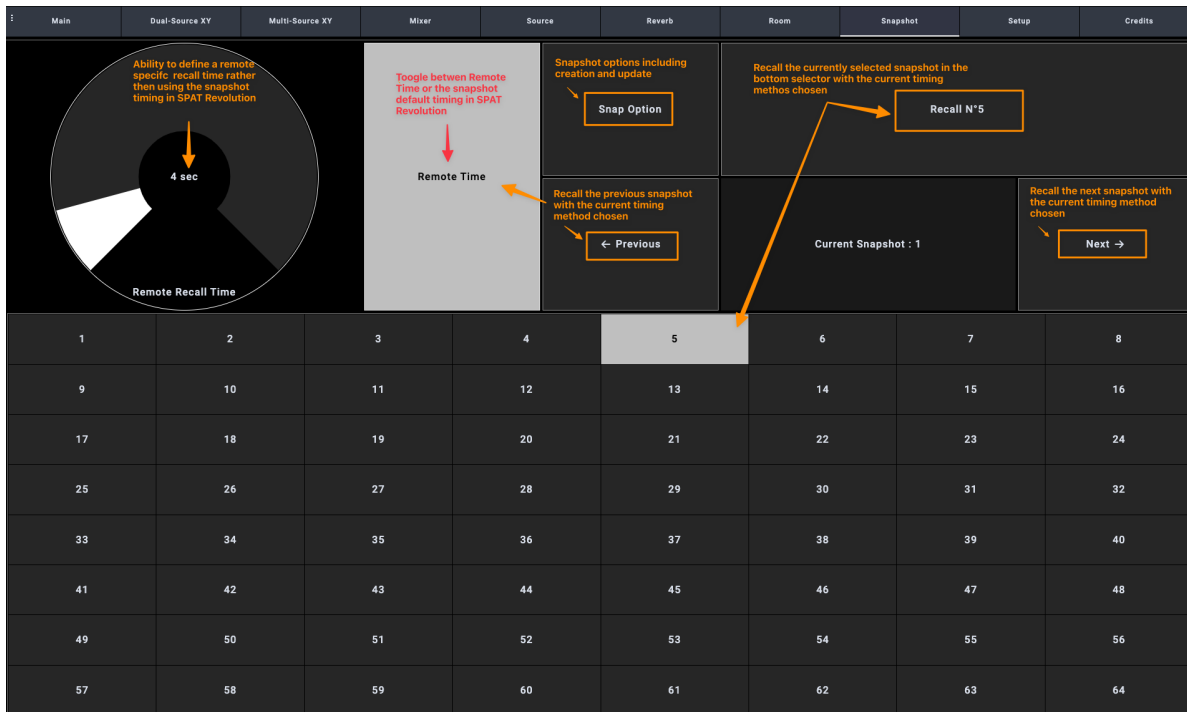 Main Dual-Source XY Multi-Source XY Mixer Source Reverb Room Snapshot Setup Credits
Ability to define a remote
specifc recall time rather
then using the snapshot
timing in SPAT Revolution
4 sec
Remote Recall Time
Toogle betwen Remote
Time or the snapshot
default timing in SPAT
Revolution
Remote Time
Snapshot options including
creation and update
Snap Option
Recall the currently selected snapshot in the
bottom selector with the current timing
methos chosen
Recall N°5
Recall the previous snapshot
with the current timing
method chosen
← Previous
Current Snapshot : 1
Recall the next snapshot with
the current timing method
chosen
Next →
1 2 3 4 5 6 7 8
9 10 11 12 13 14 15 16
17 18 19 20 21 22 23 24
25 26 27 28 29 30 31 32
33 34 35 36 37 38 39 40
41 42 43 44 45 46 47 48
49 50 51 52 53 54 55 56
57 58 59 60 61 62 63 64